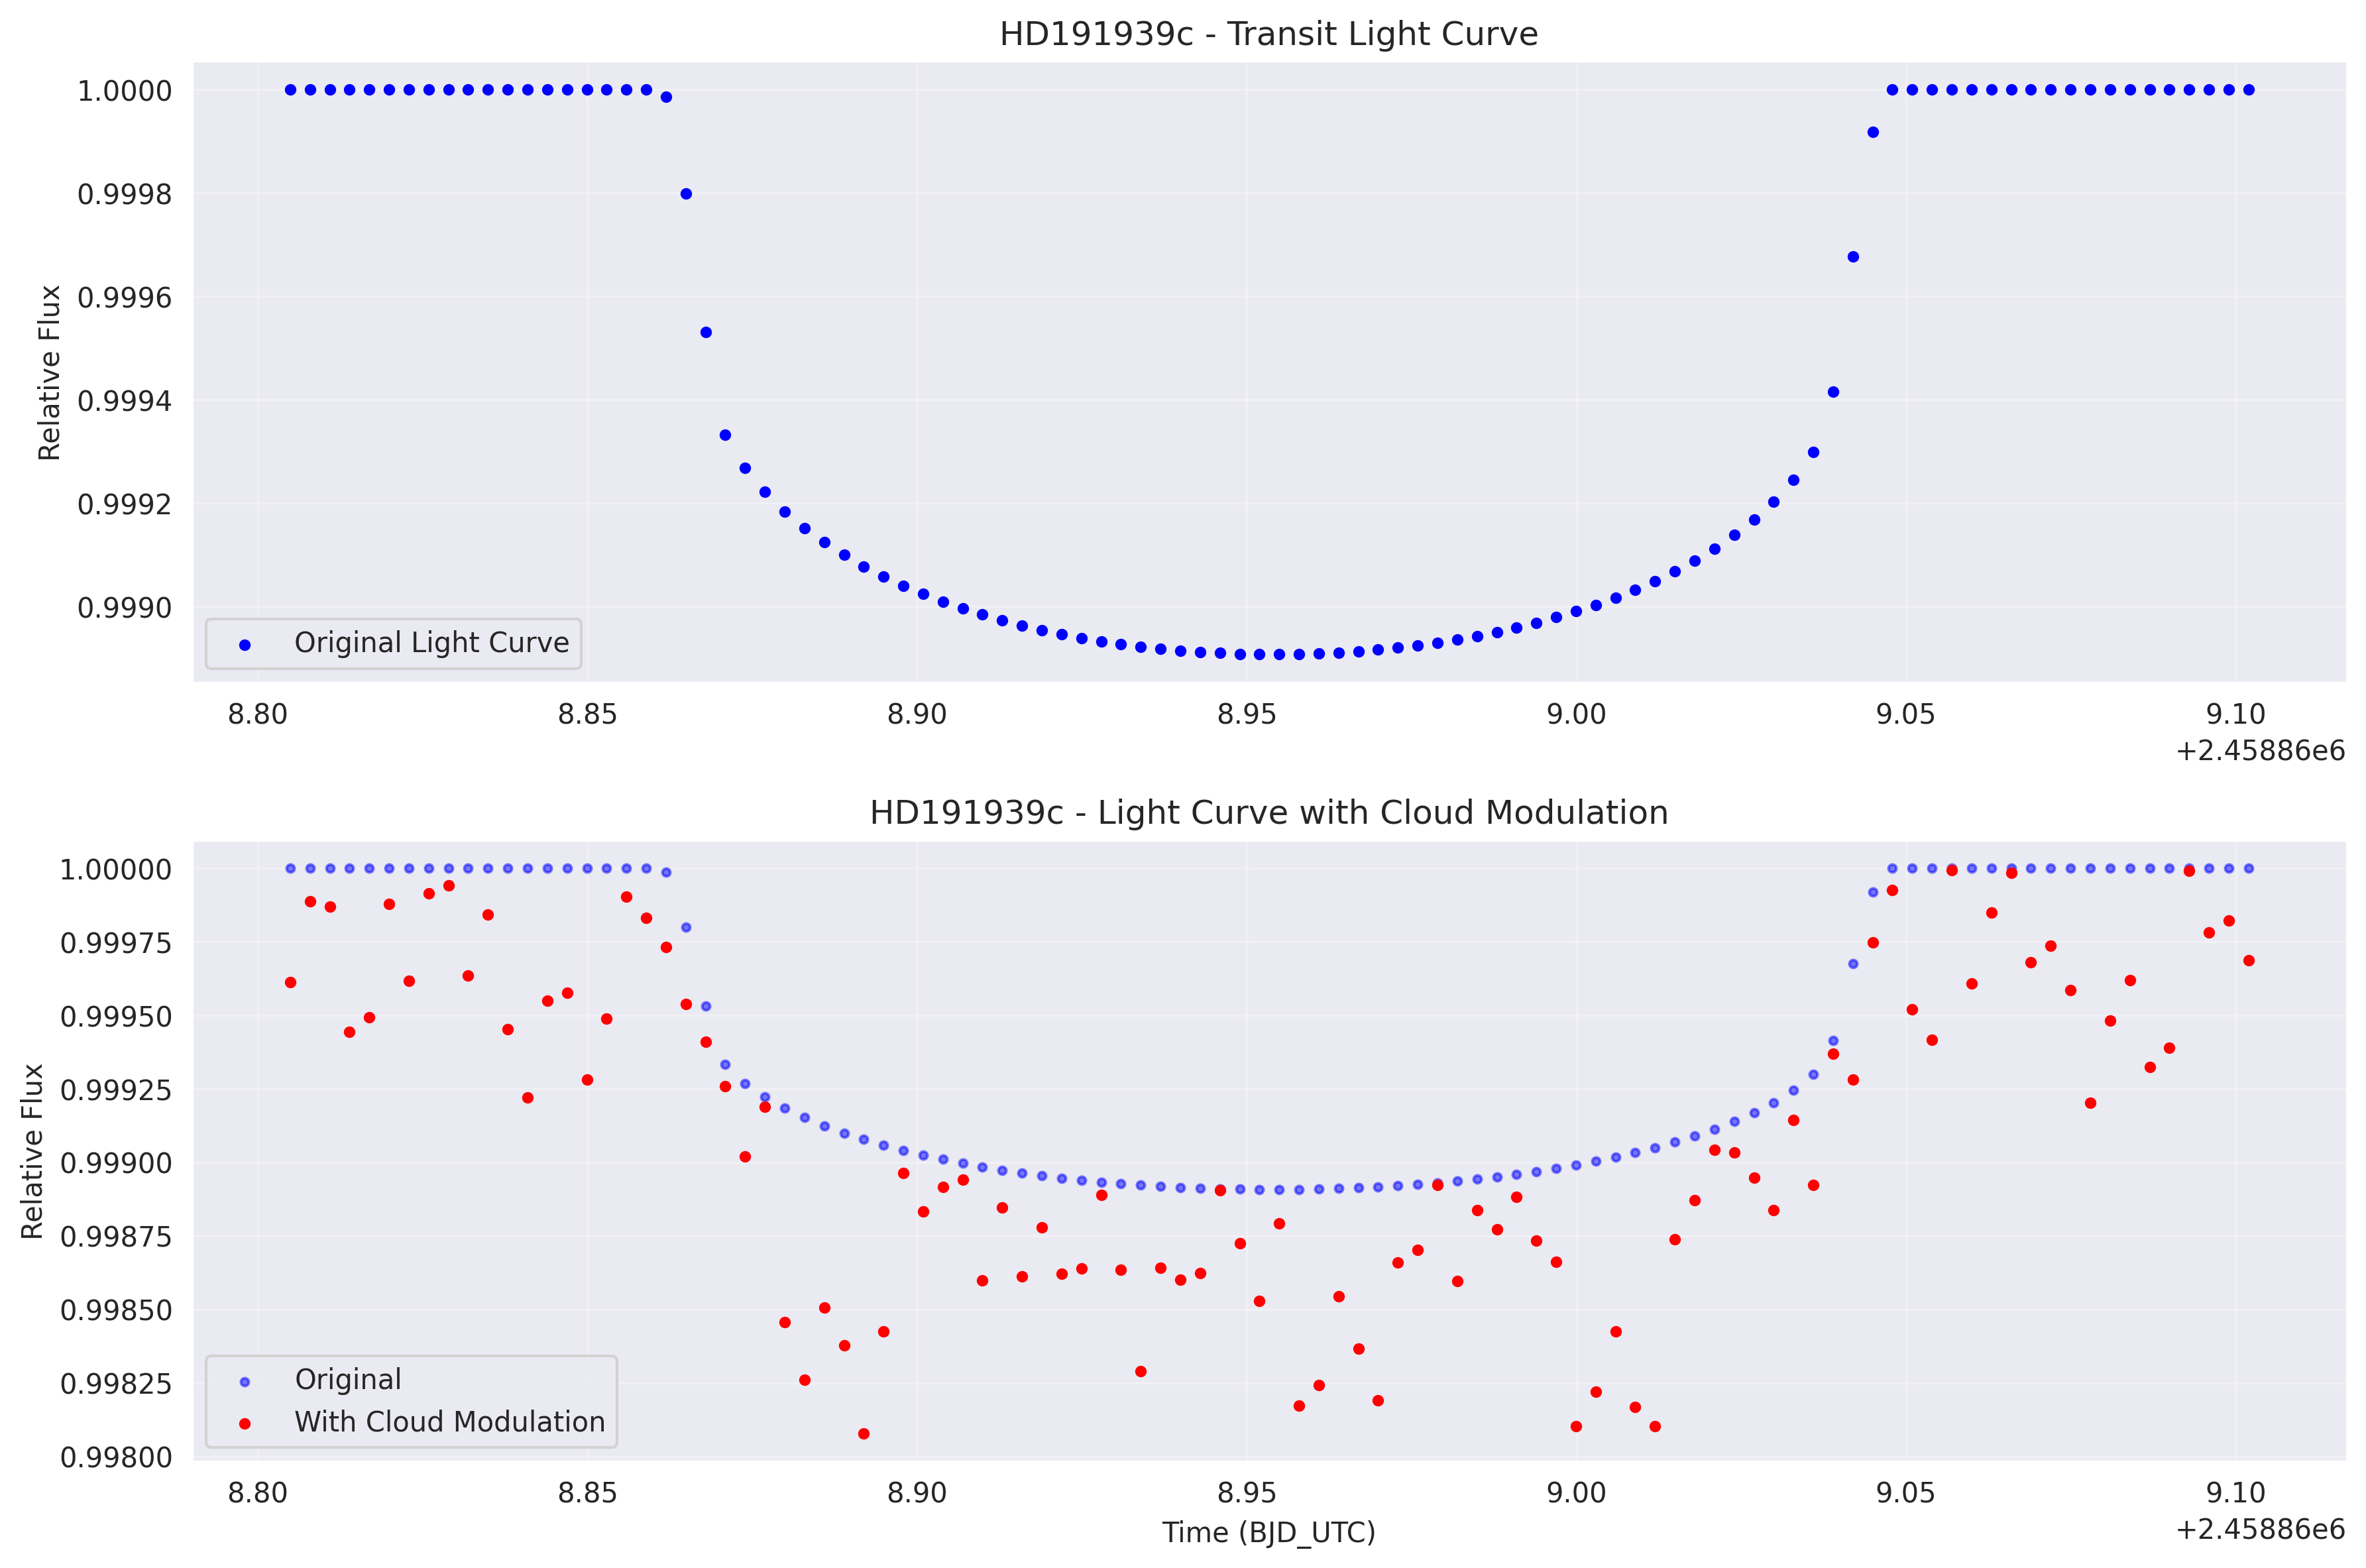 HD191939c - Transit Light Curve
1.0000
0.9998
0.9996
0.9994
0.9992
0.9990
Relative Flux
Original Light Curve
8.80 8.85 8.90 8.95 9.00 9.05 9.10
+2.45886e6
HD191939c - Light Curve with Cloud Modulation
1.00000
0.99975
0.99950
0.99925
0.99900
0.99875
0.99850
0.99825
0.99800
Relative Flux
Original
With Cloud Modulation
8.80 8.85 8.90 8.95 9.00 9.05 9.10
+2.45886e6
Time (BJD_UTC)